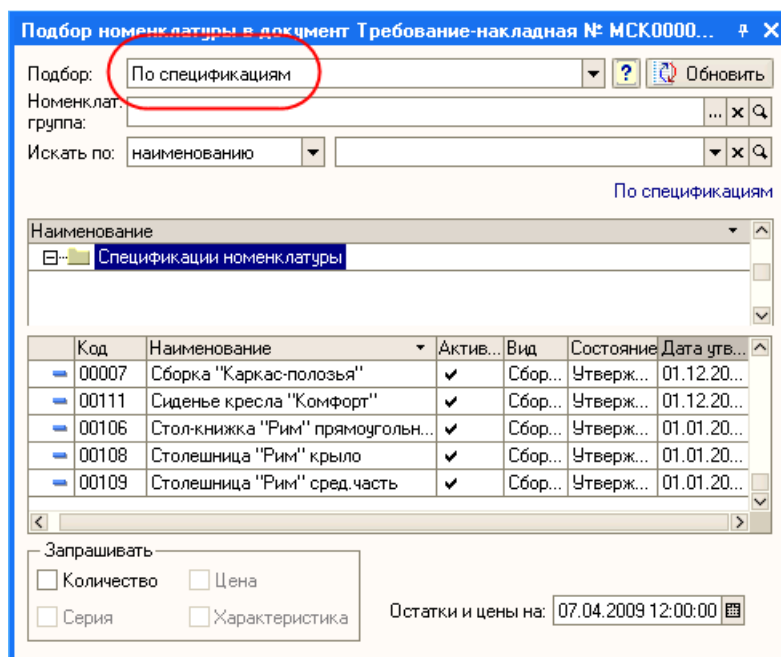 Подбор номенклатуры в документ Требование-накладная № МСК0000...
Подбор: По спецификациям ? Обновить
Номенклат.
группа:
Искать по: наименованию
По спецификациям
Наименование
Спецификации номенклатуры
Код Наименование Актив... Вид Состояние Дата утв...
00007 Сборка "Каркас-полозья" Сбор... Утверж... 01.12.20...
00111 Сиденье кресла "Комфорт" Сбор... Утверж... 01.12.20...
00106 Стол-книжка "Рим" прямоугольн... Сбор... Утверж... 01.01.20...
00108 Столешница "Рим" крыло Сбор... Утверж... 01.01.20...
00109 Столешница "Рим" сред.часть Сбор... Утверж... 01.01.20...
Запрашивать
Количество Цена
Серия Характеристика Остатки и цены на: 07.04.2009 12:00:00